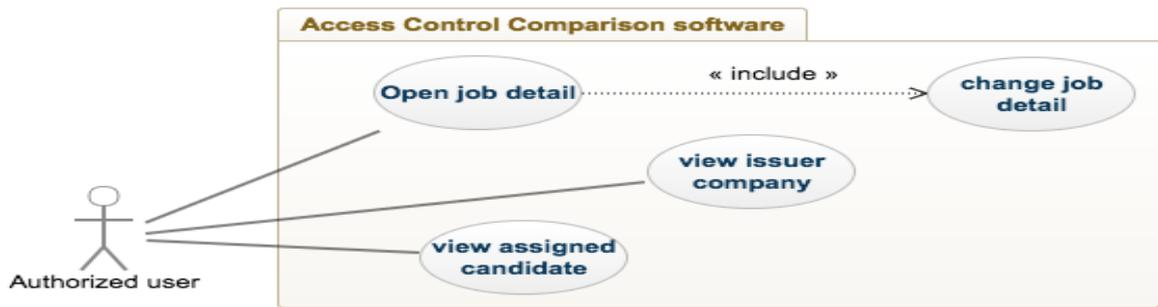 Access Control Comparison software
Open job detail
« include »
change job
detail
view issuer
company
view assigned
candidate
Authorized user